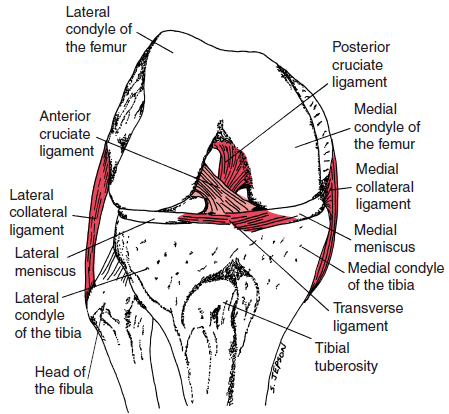 Lateral
condyle of
the femur
Posterior
cruciate
ligament
Anterior
cruciate
ligament
Medial
condyle of
the femur
Medial
collateral
ligament
Lateral
collateral
ligament
Medial
meniscus
Lateral
meniscus
Medial condyle
of the tibia
Lateral
condyle
of the tibia
Transverse
ligament
Tibial
tuberosity
Head of
the fibula
S. JEPSON